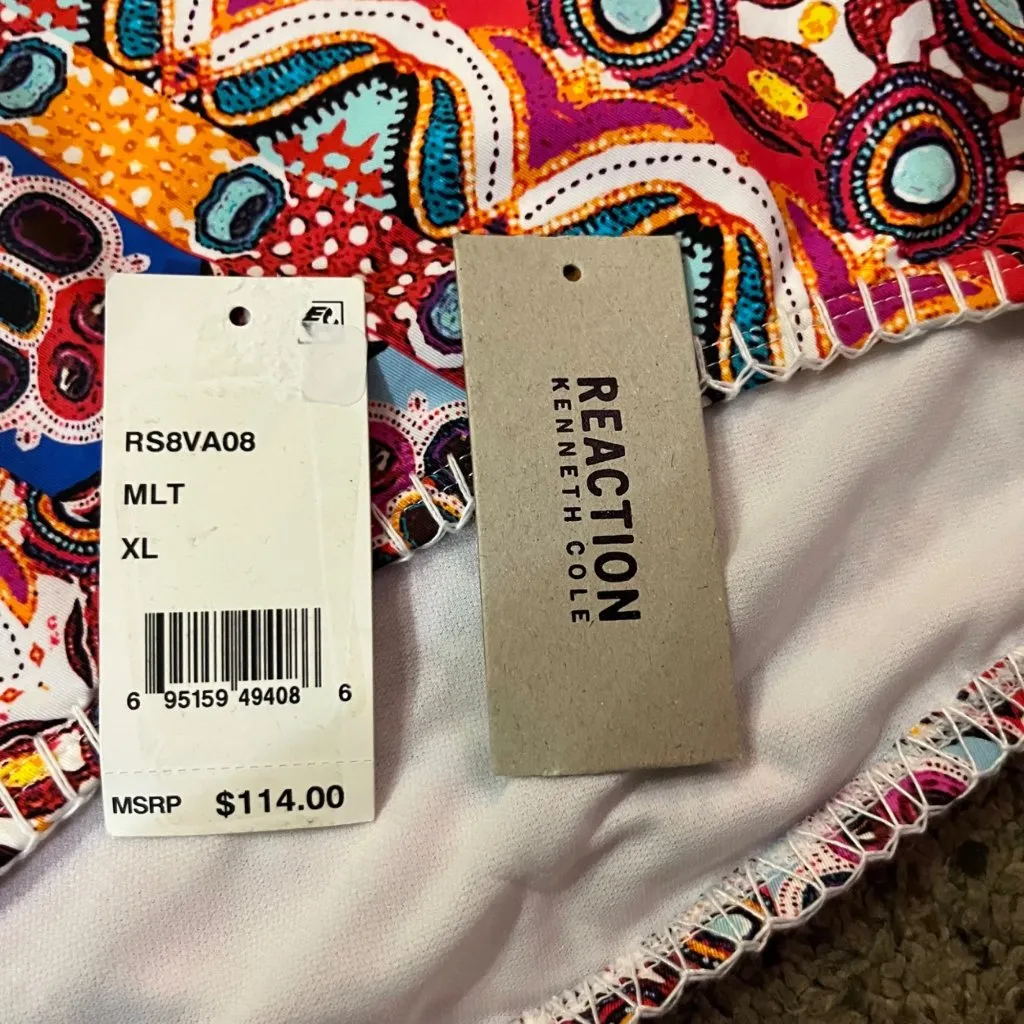 RS8VA08
MLT
XL
6 95159 49408 6
MSRP $114.00
REACTION
KENNETH COLE